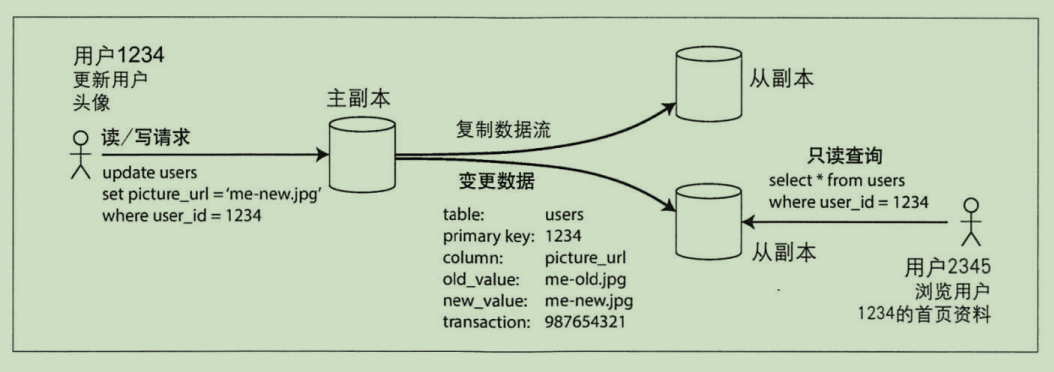 用户1234
更新用户
头像
读/写请求
update users
set picture_url ='me-new.jpg'
where user_id = 1234
主副本
复制数据流
变更数据
table: users
primary key: 1234
column: picture_url
old_value: me-old.jpg
new_value: me-new.jpg
transaction: 987654321
从副本
只读查询
select * from users
where user_id = 1234
从副本
用户2345
浏览用户
1234的首页资料